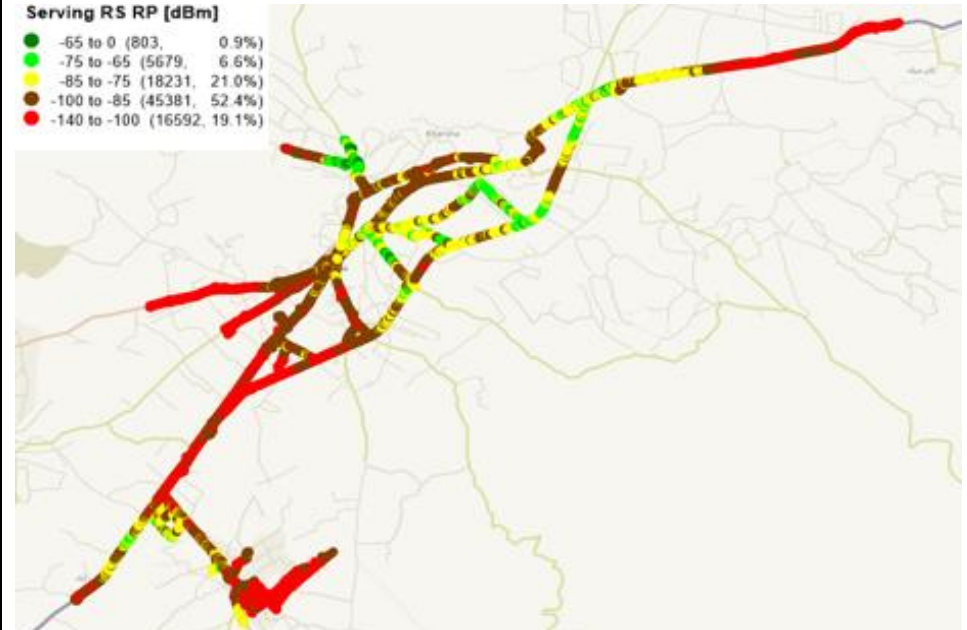 Serving RS RP [dBm]
-65 to 0 (803, 0.9%)
-75 to -65 (5679, 6.6%)
-85 to -75 (18231, 21.0%)
-100 to -85 (45381, 52.4%)
-140 to -100 (16592, 19.1%)